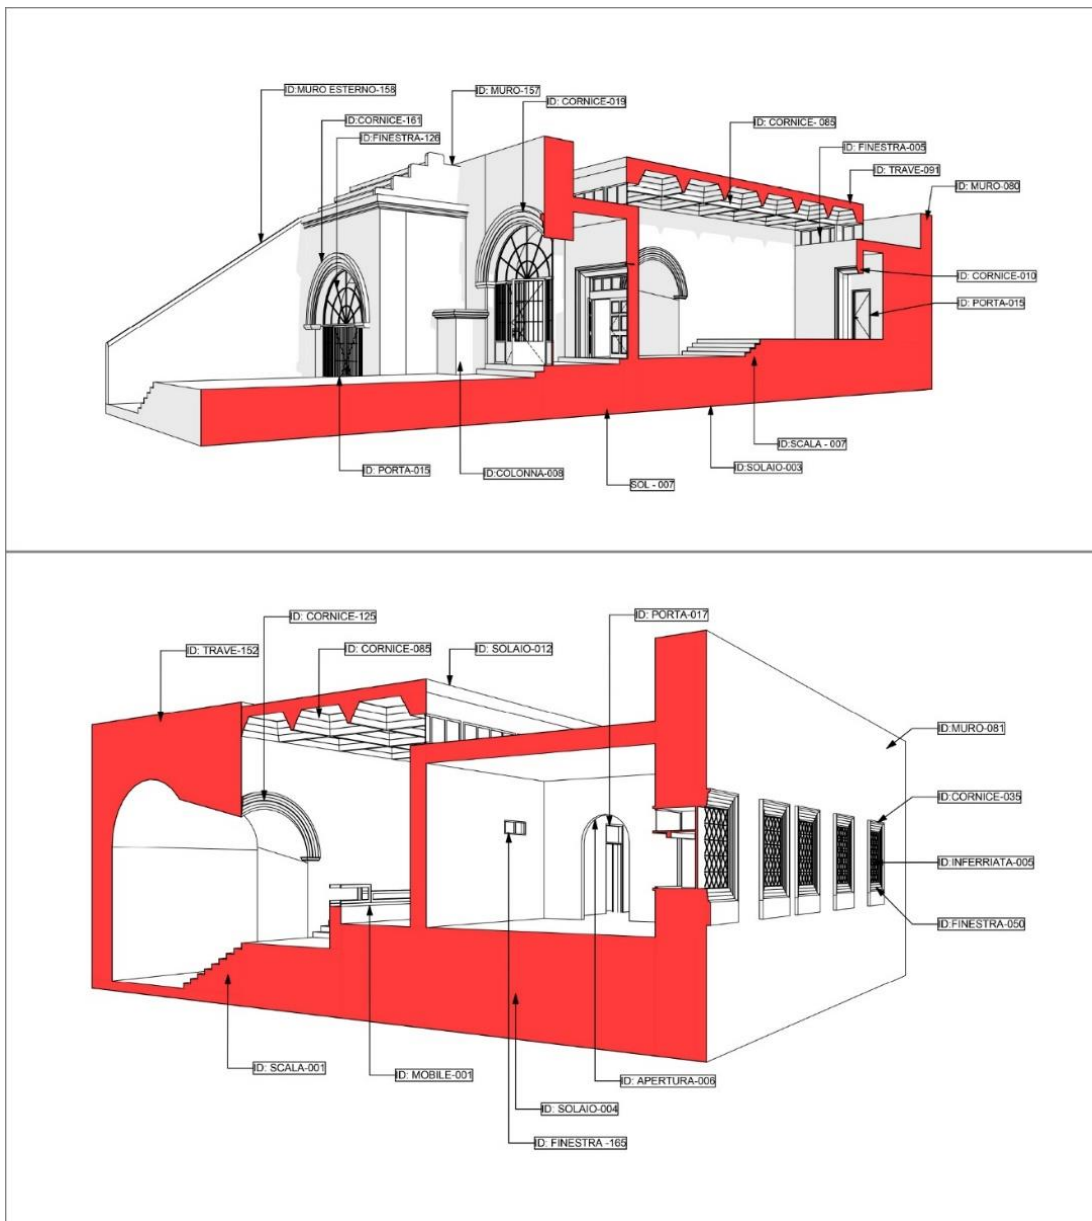 ID:MURO ESTERNO-158
ID: MURO-157
ID: CORNICE-019
ID:CORNICE-161
ID: CORNICE- 085
ID:FINESTRA-126
ID: FINESTRA-005
ID: TRAVE-091
ID: MURO-080
ID: CORNICE-010
ID: PORTA-015
ID:SCALA - 007
ID: PORTA-015
ID:COLONNA-008
ID:SOLAIO-003
SOL - 007
ID: CORNICE-125
ID: PORTA-017
ID: TRAVE-152
ID: CORNICE-085
ID: SOLAIO-012
ID:MURO-081
ID:CORNICE-035
ID:INFERRIATA-005
ID:FINESTRA-050
ID: SCALA-001
ID: MOBILE-001
ID: APERTURA-006
ID: SOLAIO-004
ID: FINESTRA -165